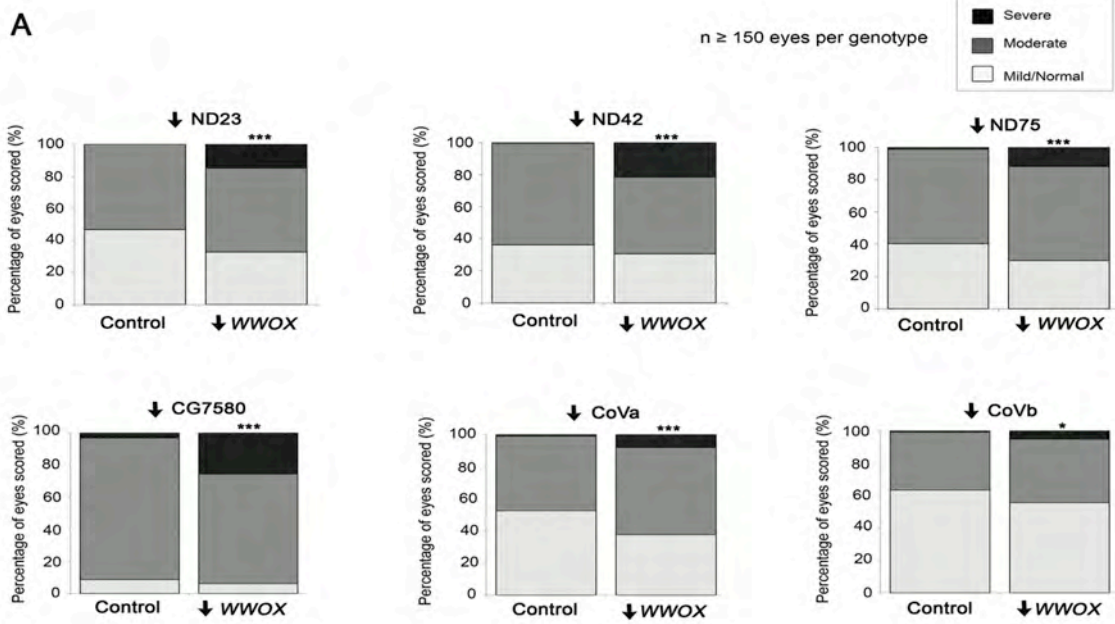 A
n ≥ 150 eyes per genotype
Severe
Moderate
Mild/Normal
↓ ND23
Percentage of eyes scored (%)
100
80
60
40
20
0
***
Control
↓ WWOX
↓ ND42
Percentage of eyes scored (%)
100
80
60
40
20
0
***
Control
↓ WWOX
↓ ND75
Percentage of eyes scored (%)
100
80
60
40
20
0
***
Control
↓ WWOX
↓ CG7580
Percentage of eyes scored (%)
100
80
60
40
20
0
***
Control
↓ WWOX
↓ CoVa
Percentage of eyes scored (%)
100
80
60
40
20
0
***
Control
↓ WWOX
↓ CoVb
Percentage of eyes scored (%)
100
80
60
40
20
0
*
Control
↓ WWOX